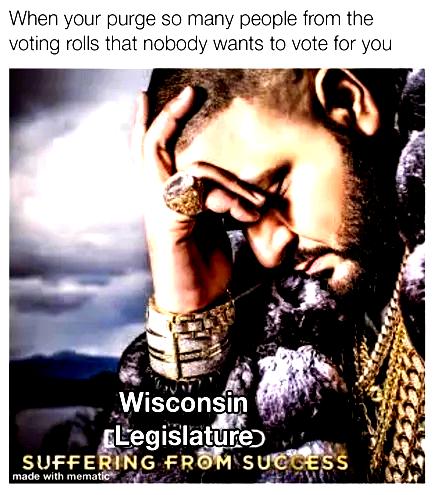 When your purge so many people from the
voting rolls that nobody wants to vote for you
Wisconsin
Legislature
SUFFERING FROM SUCCESS
made with mematic